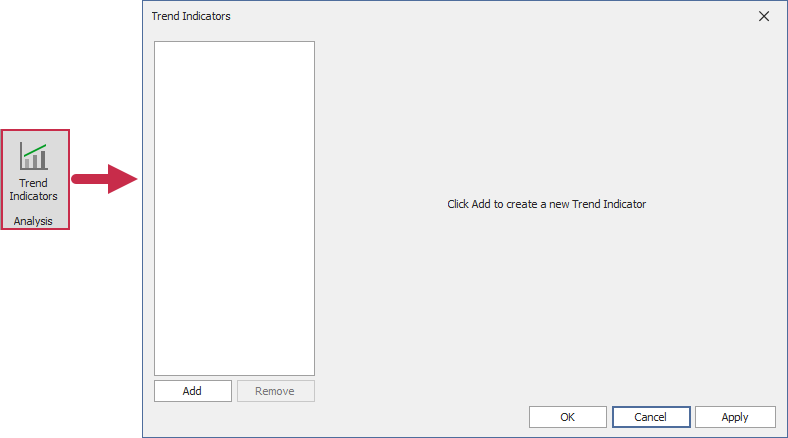 Trend
Indicators
Analysis
Trend Indicators
Click Add to create a new Trend Indicator
Add
Remove
OK
Cancel
Apply